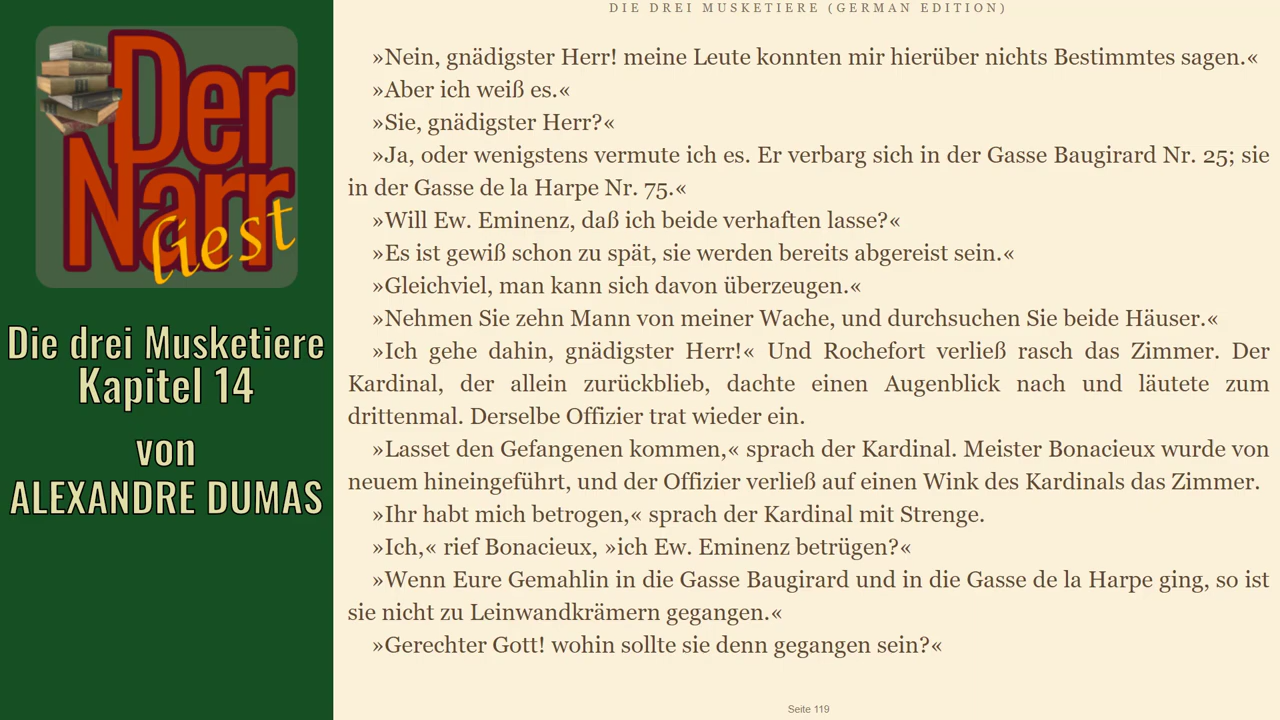 Der
Narr
liest
Die drei Musketiere
Kapitel 14
von
ALEXANDRE DUMAS
DIE DREI MUSKETIERE (GERMAN EDITION)
»Nein, gnädigster Herr! meine Leute konnten mir hierüber nichts Bestimmtes sagen.«
»Aber ich weiß es.«
»Sie, gnädigster Herr?«
»Ja, oder wenigstens vermute ich es. Er verbarg sich in der Gasse Baugirard Nr. 25; sie
in der Gasse de la Harpe Nr. 75.«
»Will Ew. Eminenz, daß ich beide verhaften lasse?«
»Es ist gewiß schon zu spät, sie werden bereits abgereist sein.«
»Gleichviel, man kann sich davon überzeugen.«
»Nehmen Sie zehn Mann von meiner Wache, und durchsuchen Sie beide Häuser.«
»Ich gehe dahin, gnädigster Herr!« Und Rochefort verließ rasch das Zimmer. Der
Kardinal, der allein zurückblieb, dachte einen Augenblick nach und läutete zum
drittenmal. Derselbe Offizier trat wieder ein.
»Lasset den Gefangenen kommen,« sprach der Kardinal. Meister Bonacieux wurde von
neuem hineingeführt, und der Offizier verließ auf einen Wink des Kardinals das Zimmer.
»Ihr habt mich betrogen,« sprach der Kardinal mit Strenge.
»Ich,« rief Bonacieux, »ich Ew. Eminenz betrügen?«
»Wenn Eure Gemahlin in die Gasse Baugirard und in die Gasse de la Harpe ging, so ist
sie nicht zu Leinwandkrämern gegangen.«
»Gerechter Gott! wohin sollte sie denn gegangen sein?«
Seite 119